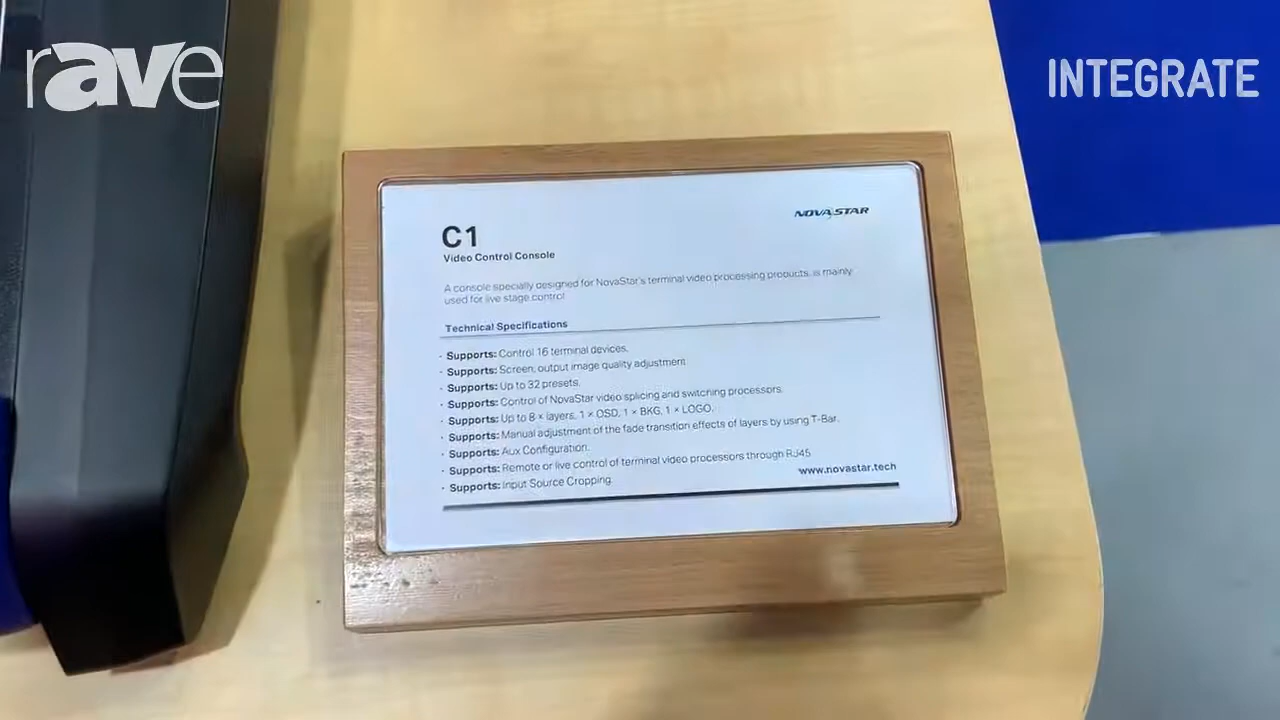 rave
INTEGRATE
NOVASTAR
C1
Video Control Console
A console specially designed for NovaStar's terminal video processing products, is mainly
used for live stage control
Technical Specifications
· Supports: Control 16 terminal devices.
· Supports: Screen, output image quality adjustment
· Supports: Up to 32 presets.
· Supports: Control of NovaStar video splicing and switching processors.
· Supports: Up to 8 × layers, 1 × OSD, 1 × BKG, 1 × LOGO.
· Supports: Manual adjustment of the fade transition effects of layers by using T-Bar.
· Supports: Aux Configuration.
· Supports: Remote or live control of terminal video processors through RJ45
· Supports: Input Source Cropping.
www.novastar.tech